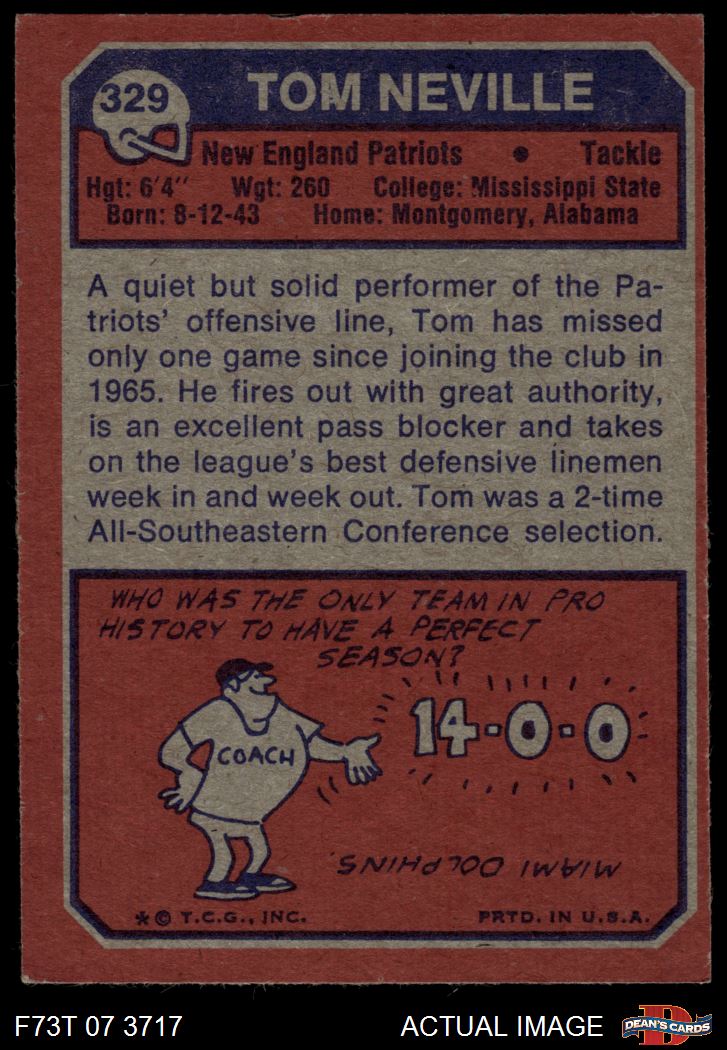 329
TOM NEVILLE
New England Patriots • Tackle
Hgt: 6'4" Wgt: 260 College: Mississippi State
Born: 8-12-43 Home: Montgomery, Alabama
A quiet but solid performer of the Pa-
triots' offensive line, Tom has missed
only one game since joining the club in
1965. He fires out with great authority,
is an excellent pass blocker and takes
on the league's best defensive linemen
week in and week out. Tom was a 2-time
All-Southeastern Conference selection.
WHO WAS THE ONLY TEAM IN PRO
HISTORY TO HAVE A PERFECT
SEASON?
14-0-0
COACH
MIAMI DOLPHINS
* © T.C.G., INC. PRTD. IN U.S.A.
F73T 07 3717 ACTUAL IMAGE
D
DEAN'S CARDS